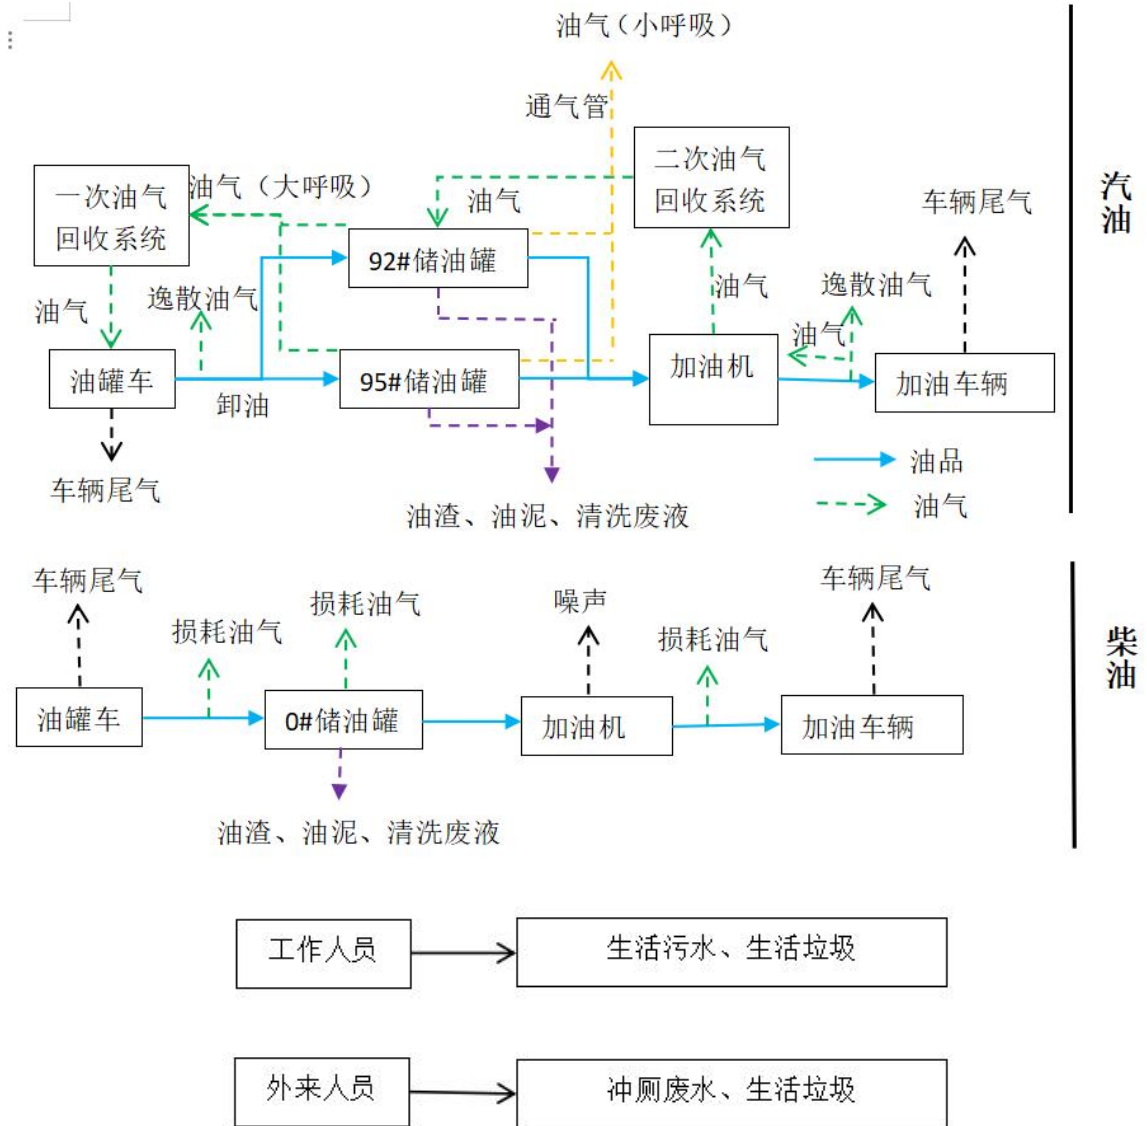 油气（小呼吸）
通气管
二次油气
回收系统
一次油气
回收系统
油气（大呼吸）
油气
车辆尾气
汽油
92#储油罐
油气
逸散油气
油气
逸散油气
油气
油罐车
卸油
95#储油罐
加油机
加油车辆
车辆尾气
油渣、油泥、清洗废液
油品
油气
车辆尾气
损耗油气
损耗油气
噪声
损耗油气
车辆尾气
柴油
油罐车
0#储油罐
加油机
加油车辆
油渣、油泥、清洗废液
工作人员
生活污水、生活垃圾
外来人员
冲厕废水、生活垃圾